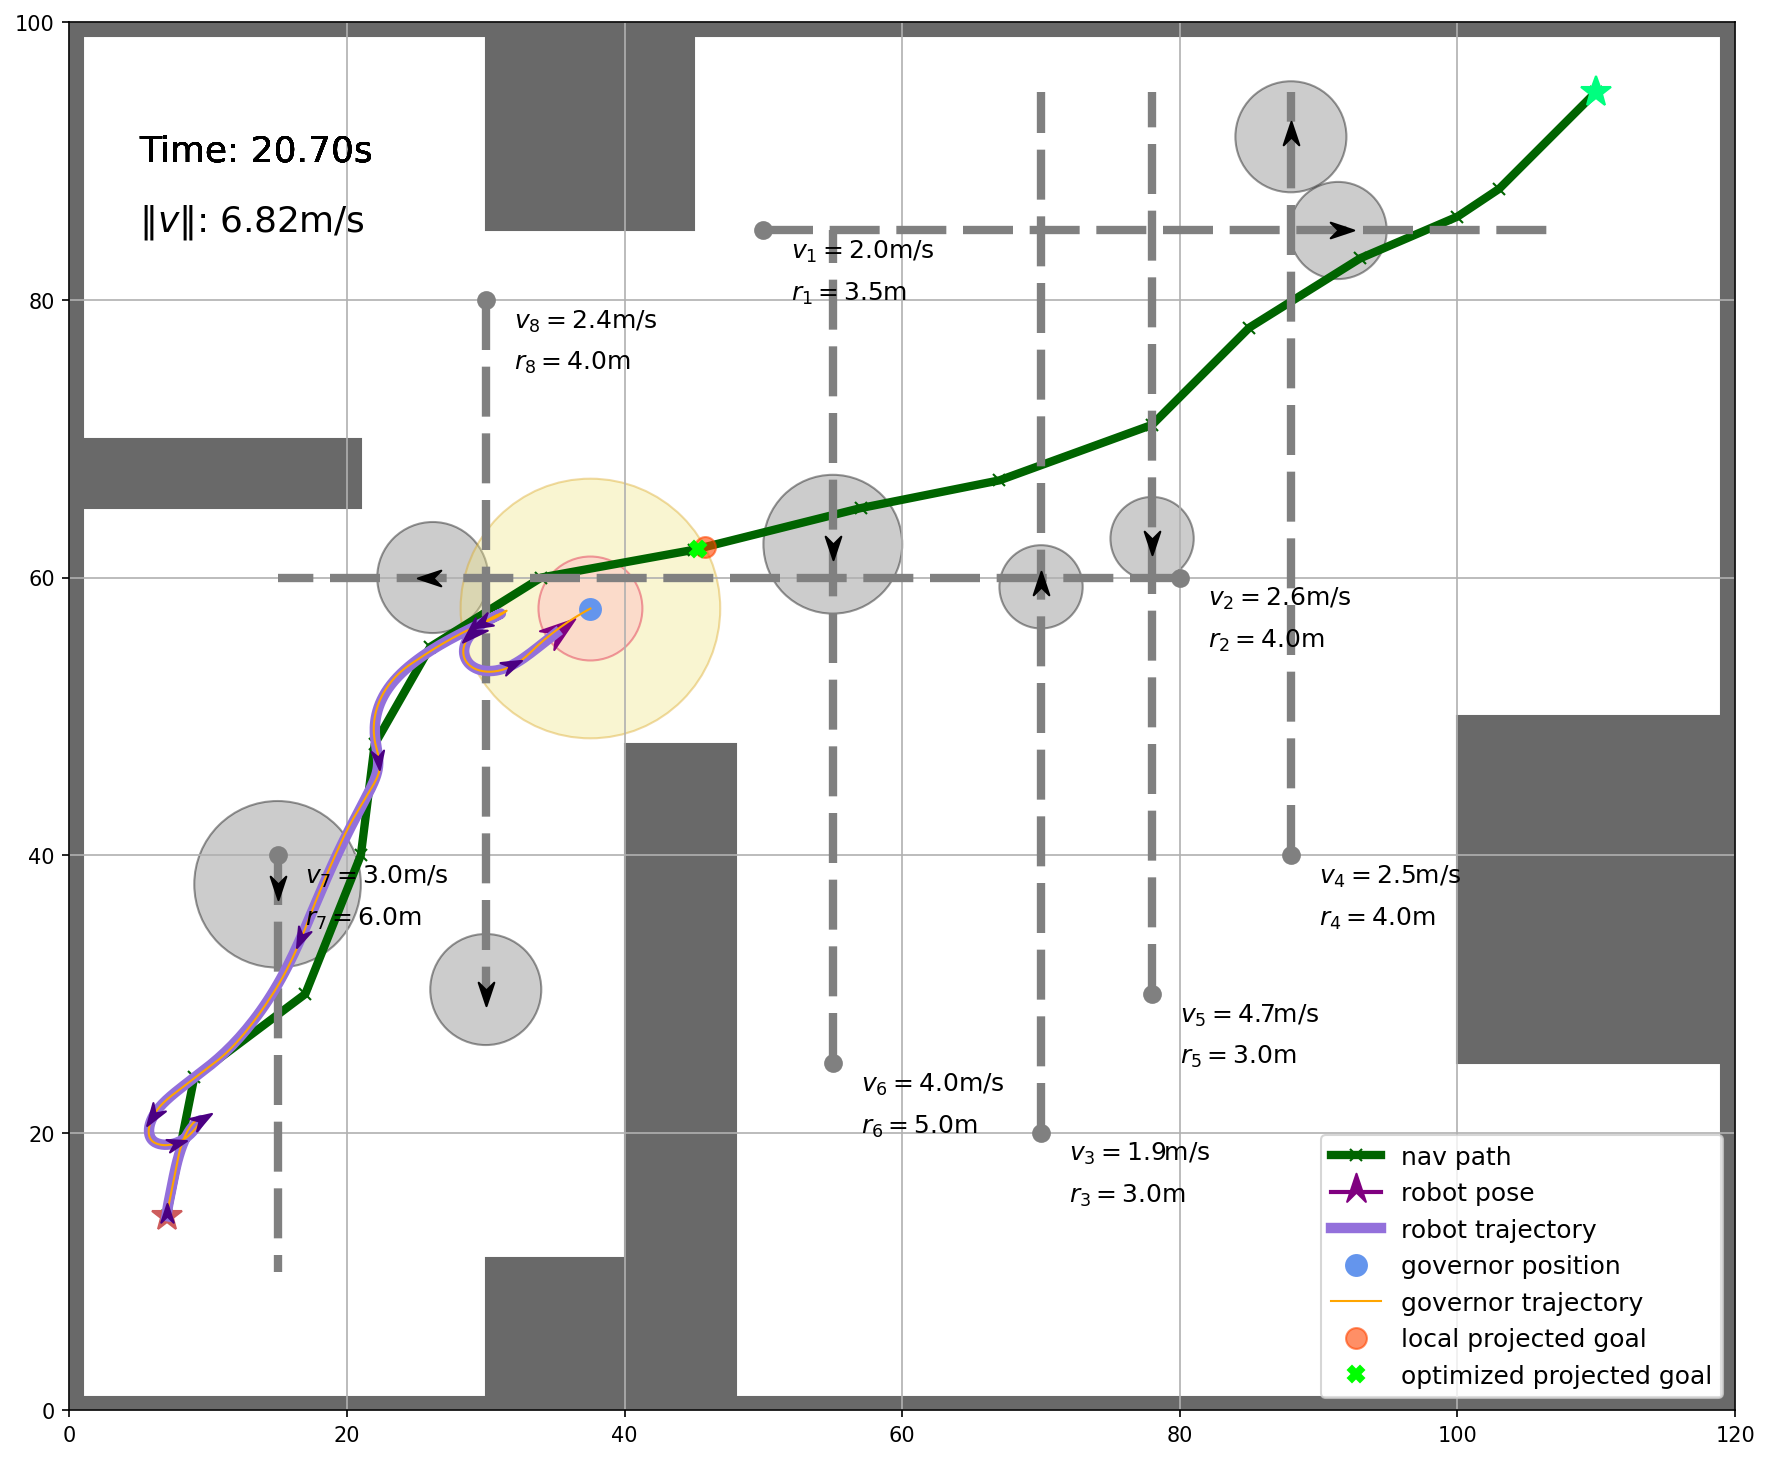 Time: 20.70s
‖v‖: 6.82m/s
v₁ = 2.0m/s
r₁ = 3.5m
v₈ = 2.4m/s
r₈ = 4.0m
v₂ = 2.6m/s
r₂ = 4.0m
v₇ = 3.0m/s
r₇ = 6.0m
v₄ = 2.5m/s
r₄ = 4.0m
v₅ = 4.7m/s
r₅ = 3.0m
v₆ = 4.0m/s
r₆ = 5.0m
v₃ = 1.9m/s
r₃ = 3.0m
nav path
robot pose
robot trajectory
governor position
governor trajectory
local projected goal
optimized projected goal
100
80
60
40
20
0
0 20 40 60 80 100 120